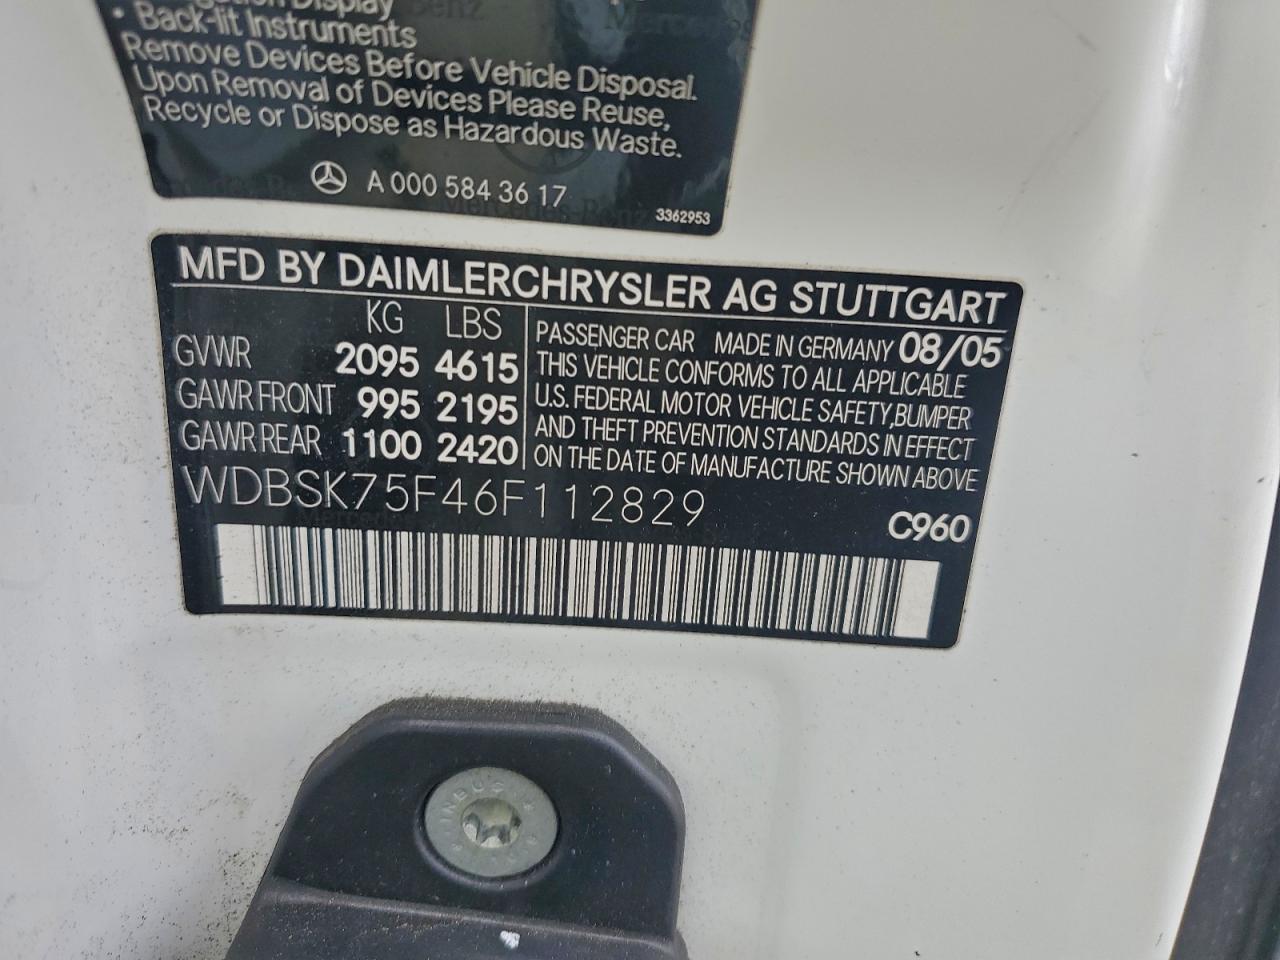 Display
• Back-lit Instruments
Remove Devices Before Vehicle Disposal.
Upon Removal of Devices Please Reuse,
Recycle or Dispose as Hazardous Waste.
A 000 584 36 17
3362953
MFD BY DAIMLERCHRYSLER AG STUTTGART
KG LBS
GVWR 2095 4615
GAWR FRONT 995 2195
GAWR REAR 1100 2420
PASSENGER CAR MADE IN GERMANY 08/05
THIS VEHICLE CONFORMS TO ALL APPLICABLE
U.S. FEDERAL MOTOR VEHICLE SAFETY, BUMPER
AND THEFT PREVENTION STANDARDS IN EFFECT
ON THE DATE OF MANUFACTURE SHOWN ABOVE
WDBSK75F46F112829
C960
INBUS